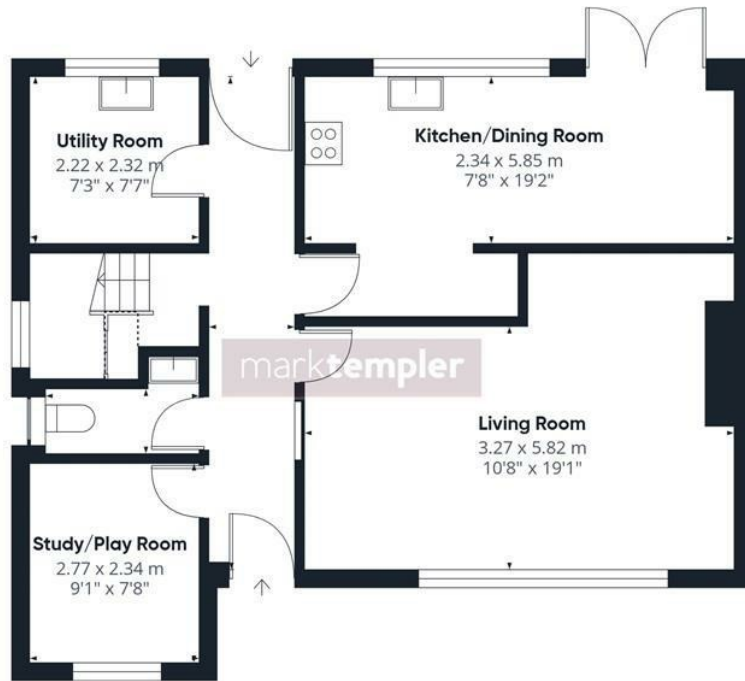 Utility Room
2.22 x 2.32 m
7'3" x 7'7"
Kitchen/Dining Room
2.34 x 5.85 m
7'8" x 19'2"
marktempler
Living Room
3.27 x 5.82 m
10'8" x 19'1"
Study/Play Room
2.77 x 2.34 m
9'1" x 7'8"